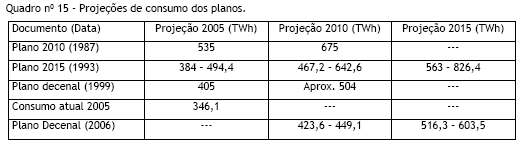 Quadro nº 15 - Projeções de consumo dos planos.
Documento (Data) Projeção 2005 (TWh) Projeção 2010 (TWh) Projeção 2015 (TWh)
Plano 2010 (1987) 535 675 ---
Plano 2015 (1993) 384 - 494,4 467,2 - 642,6 563 - 826,4
Plano decenal (1999) 405 Aprox. 504 ---
Consumo atual 2005 346,1 --- ---
Plano Decenal (2006) --- 423,6 - 449,1 516,3 - 603,5